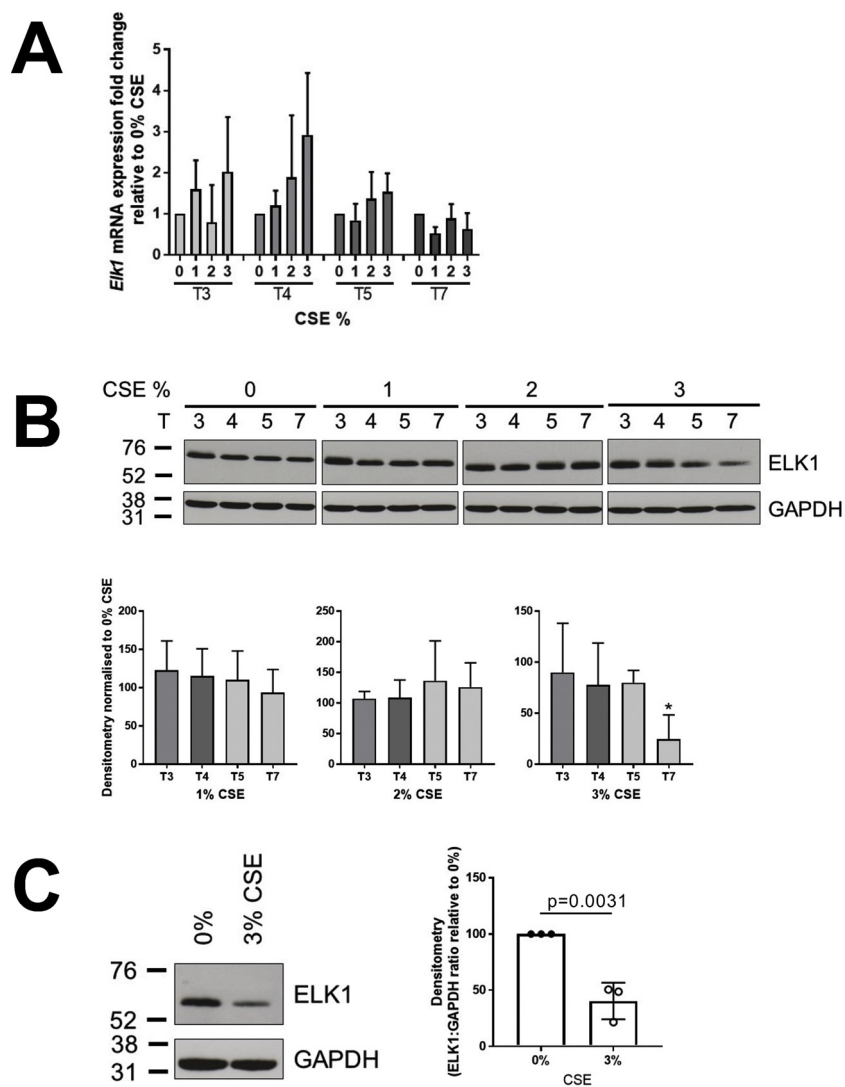 A
Elk1 mRNA expression fold change
relative to 0% CSE
5
4
3
2
1
0
0 1 2 3 0 1 2 3 0 1 2 3 0 1 2 3
T3 T4 T5 T7
CSE %
B
CSE % 0 1 2 3
T 3 4 5 7 3 4 5 7 3 4 5 7 3 4 5 7
76
52
ELK1
38
31
GAPDH
Densitometry normalised to 0% CSE
200
150
100
50
0
T3 T4 T5 T7
1% CSE
250
200
150
100
50
0
T3 T4 T5 T7
2% CSE
150
100
50
0
*
T3 T4 T5 T7
3% CSE
C
0% 3% CSE
76
52
ELK1
38
31
GAPDH
Densitometry
(ELK1:GAPDH ratio relative to 0%)
150
100
50
0
p=0.0031
0% 3%
CSE